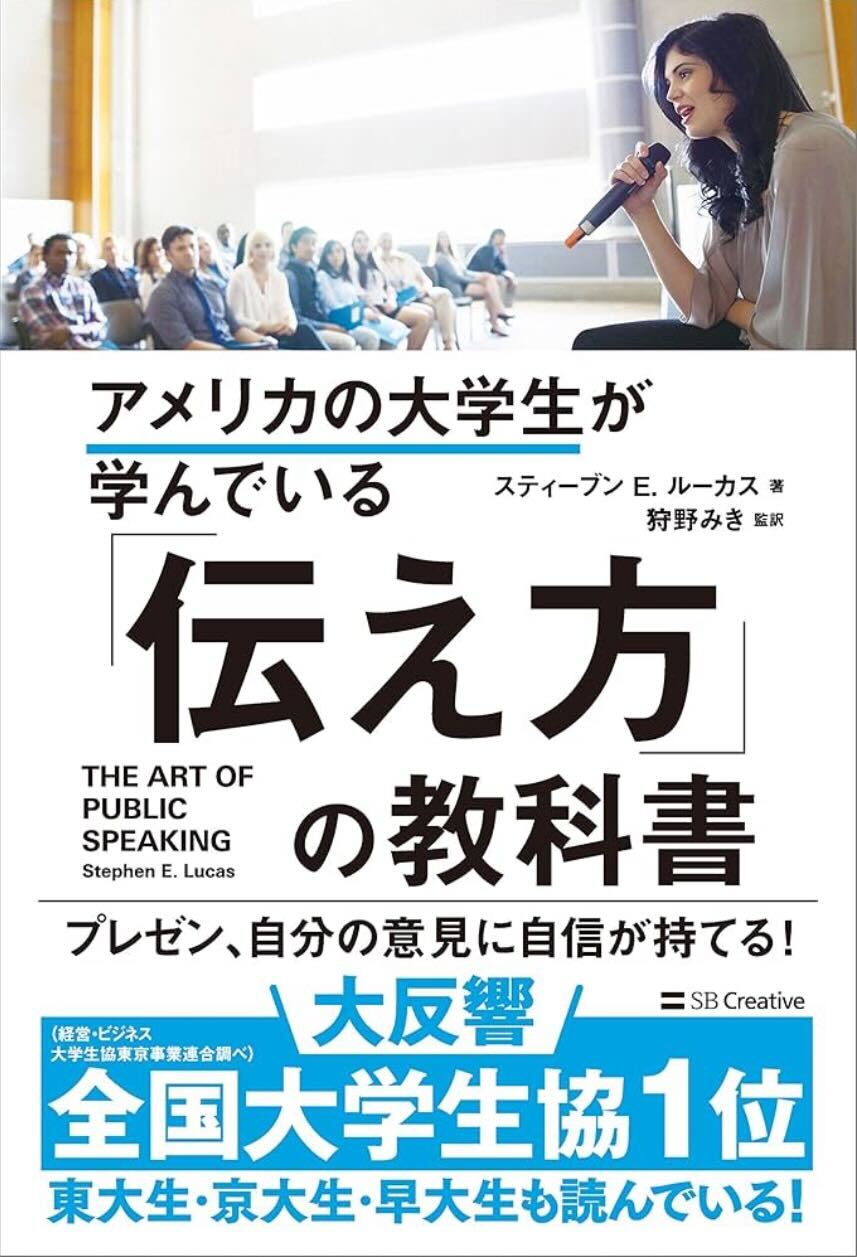 アメリカの大学生が
学んでいる
スティーブン E. ルーカス 著
狩野みき 監訳
「伝え方」
THE ART OF
PUBLIC
SPEAKING
Stephen E. Lucas
の教科書
プレゼン、自分の意見に自信が持てる!
大反響
SB Creative
(経営・ビジネス
大学生協東京事業連合調べ)
全国大学生協1位
東大生・京大生・早大生も読んでいる!